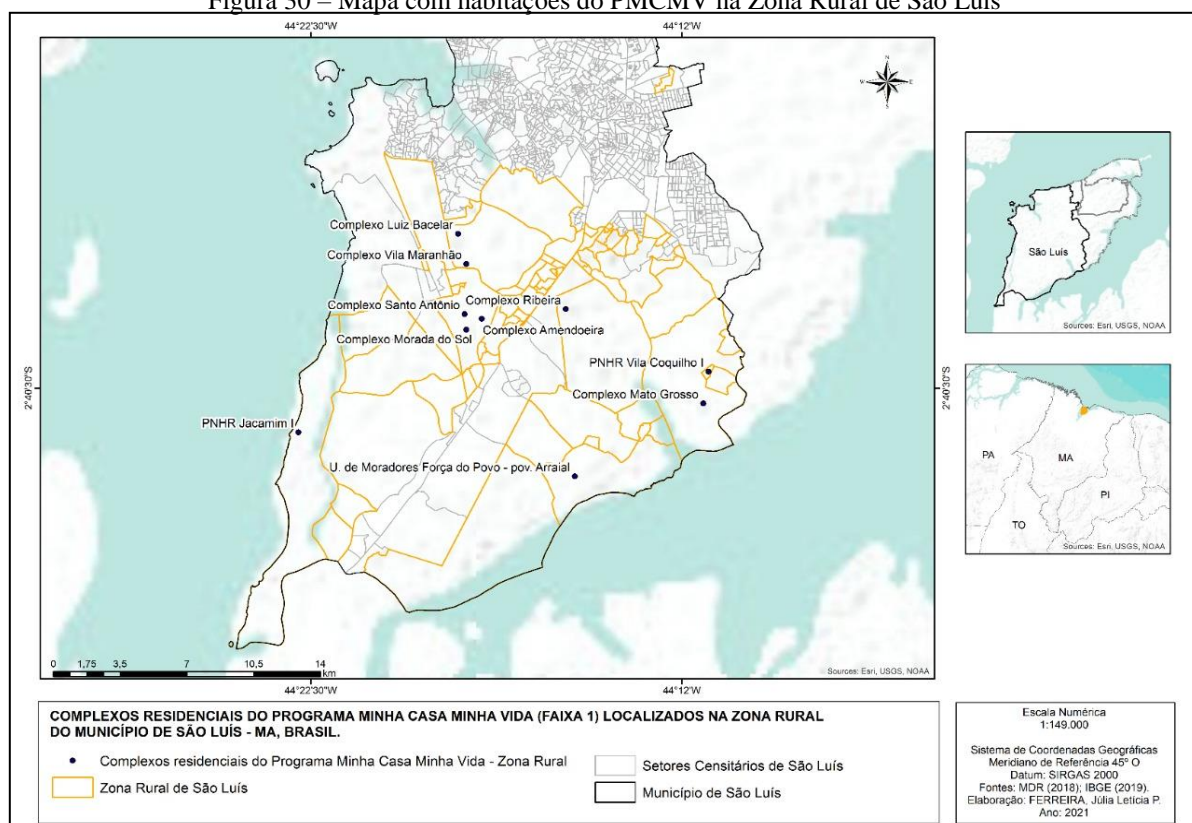 Figura 30 – Mapa com habitações do PMCMV na Zona Rural de São Luís
44°22'30"W
44°12'W
N
W
E
S
Complexo Luiz Bacelar
Complexo Vila Maranhão
Complexo Santo Antônio
Complexo Ribeira
Complexo Amendoeira
Complexo Morada do Sol
PNHR Vila Coquilho I
Complexo Mato Grosso
PNHR Jacamim I
U. de Moradores Força do Povo - pov. Arraial
2°40'30"S
2°40'30"S
0 1,75 3,5 7 10,5 14
km
Sources: Esri, USGS, NOAA
44°22'30"W
44°12'W
São Luís
Sources: Esri, USGS, NOAA
PA
MA
PI
TO
Sources: Esri, USGS, NOAA
COMPLEXOS RESIDENCIAIS DO PROGRAMA MINHA CASA MINHA VIDA (FAIXA 1) LOCALIZADOS NA ZONA RURAL
DO MUNICÍPIO DE SÃO LUÍS - MA, BRASIL.
Complexos residenciais do Programa Minha Casa Minha Vida - Zona Rural
Zona Rural de São Luís
Setores Censitários de São Luís
Município de São Luís
Escala Numérica
1:149.000
Sistema de Coordenadas Geográficas
Meridiano de Referência 45º O
Datum: SIRGAS 2000
Fontes: MDR (2018); IBGE (2019).
Elaboração: FERREIRA, Júlia Letícia P.
Ano: 2021